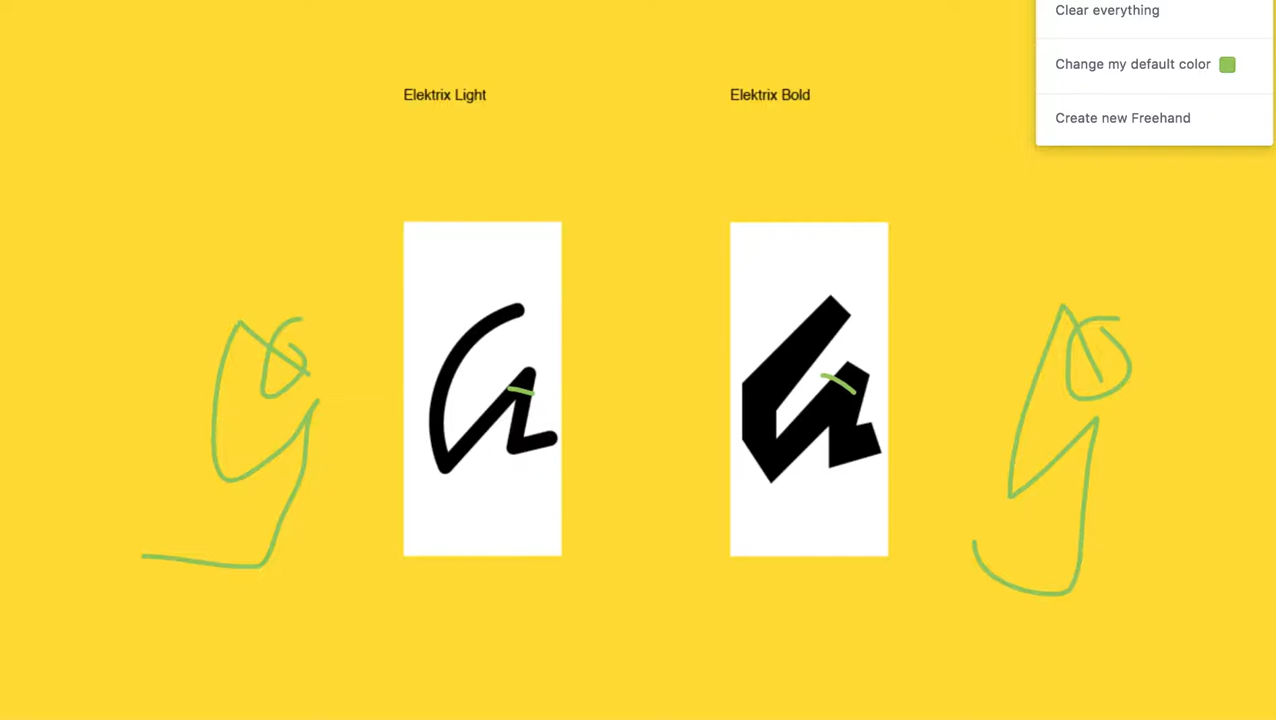 Clear everything
Change my default color
Create new Freehand
Elektrix Light
Elektrix Bold
a
a
g
g